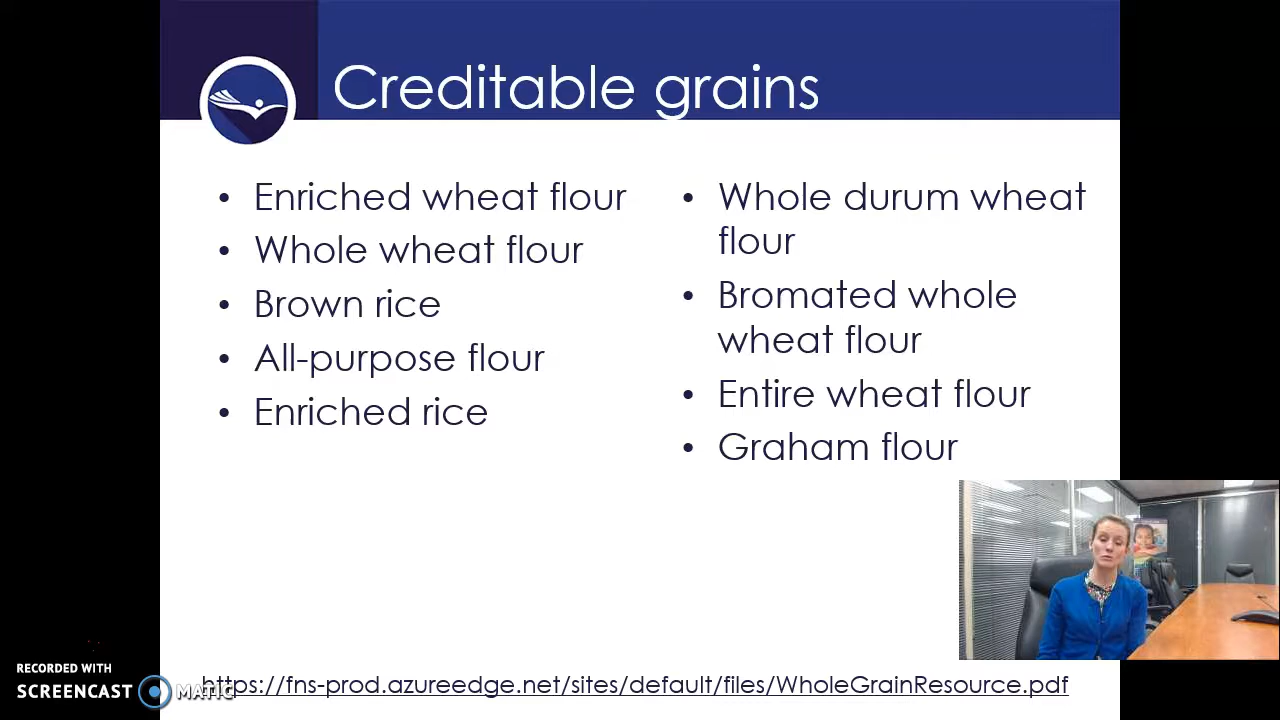 Creditable grains
• Enriched wheat flour
• Whole wheat flour
• Brown rice
• All-purpose flour
• Enriched rice
• Whole durum wheat
flour
• Bromated whole
wheat flour
• Entire wheat flour
• Graham flour
https://fns-prod.azureedge.net/sites/default/files/WholeGrainResource.pdf
RECORDED WITH
SCREENCAST MATIC